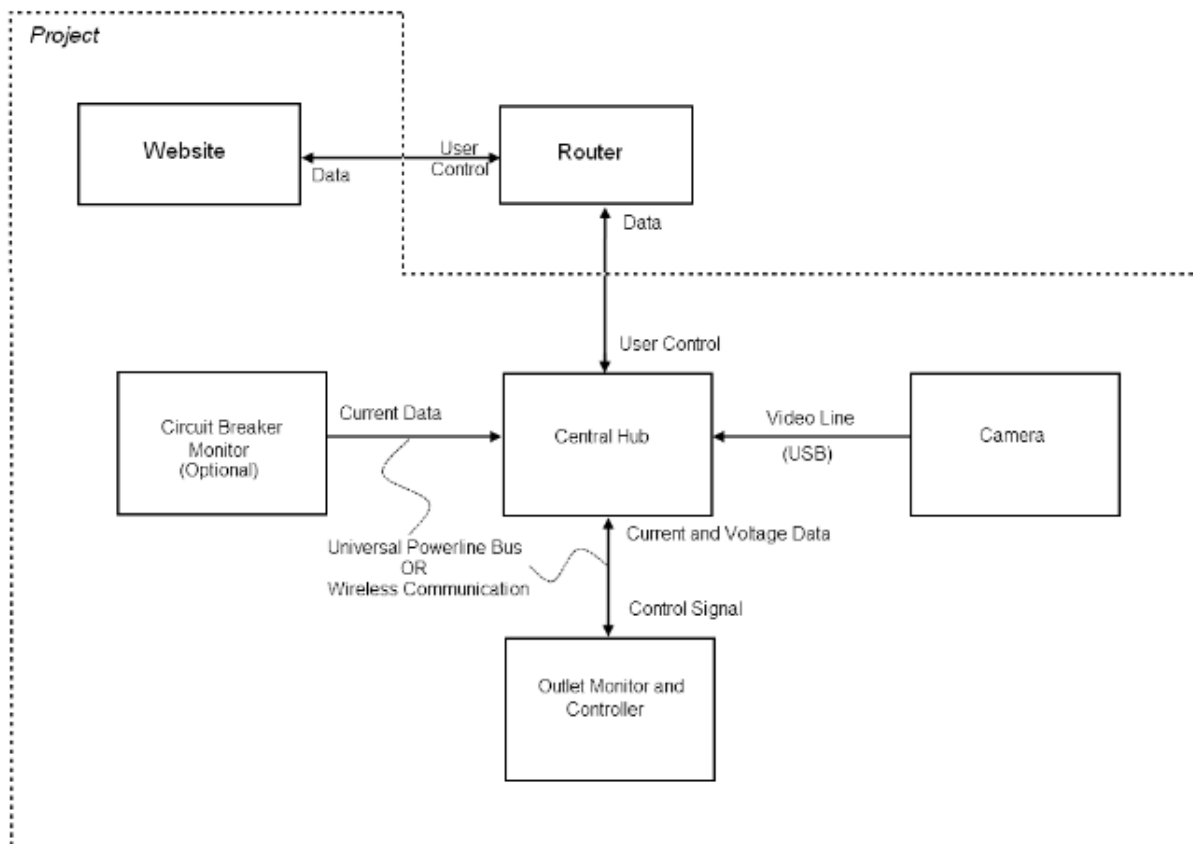 Project
Website
Router
User
Control
Data
Data
User Control
Circuit Breaker
Monitor
(Optional)
Current Data
Central Hub
Video Line
(USB)
Camera
Universal Powerline Bus
OR
Wireless Communication
Current and Voltage Data
Control Signal
Outlet Monitor and
Controller